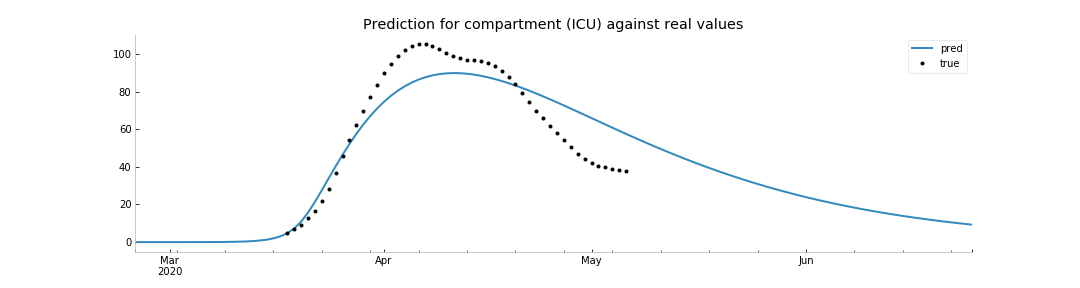 Prediction for compartment (ICU) against real values
100
80
60
40
20
0
pred
true
Mar
2020
Apr
May
Jun